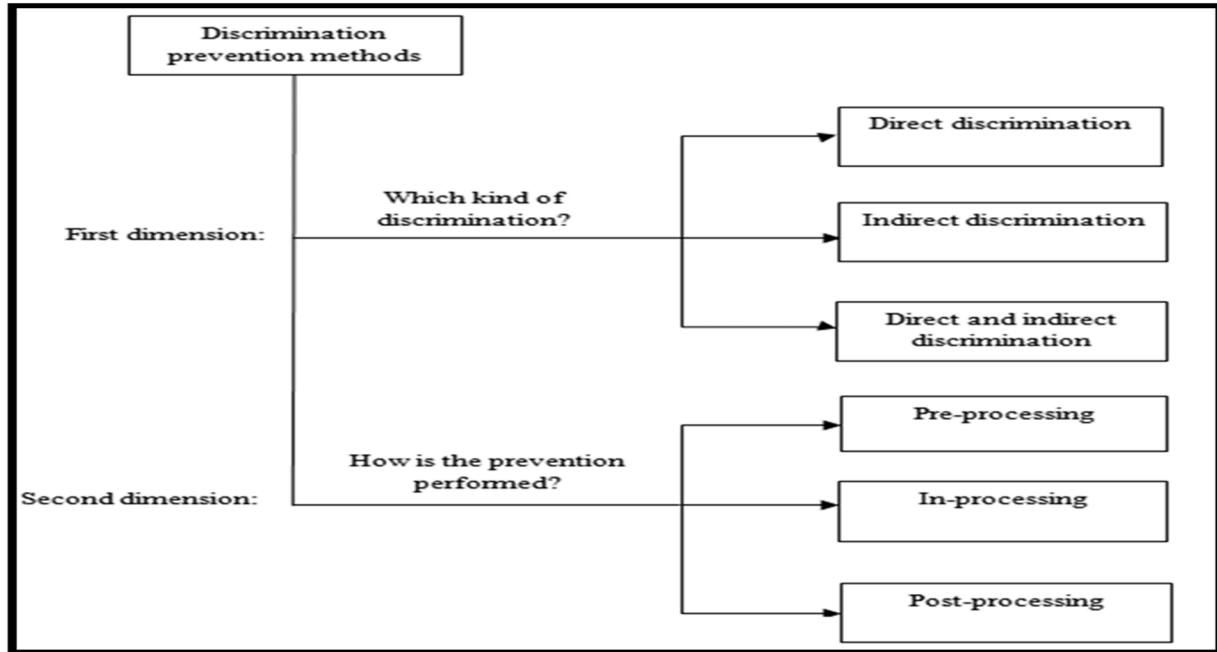 Discrimination
prevention methods
Direct discrimination
Which kind of
discrimination?
First dimension:
Indirect discrimination
Direct and indirect
discrimination
Pre-processing
How is the prevention
performed?
Second dimension:
In-processing
Post-processing